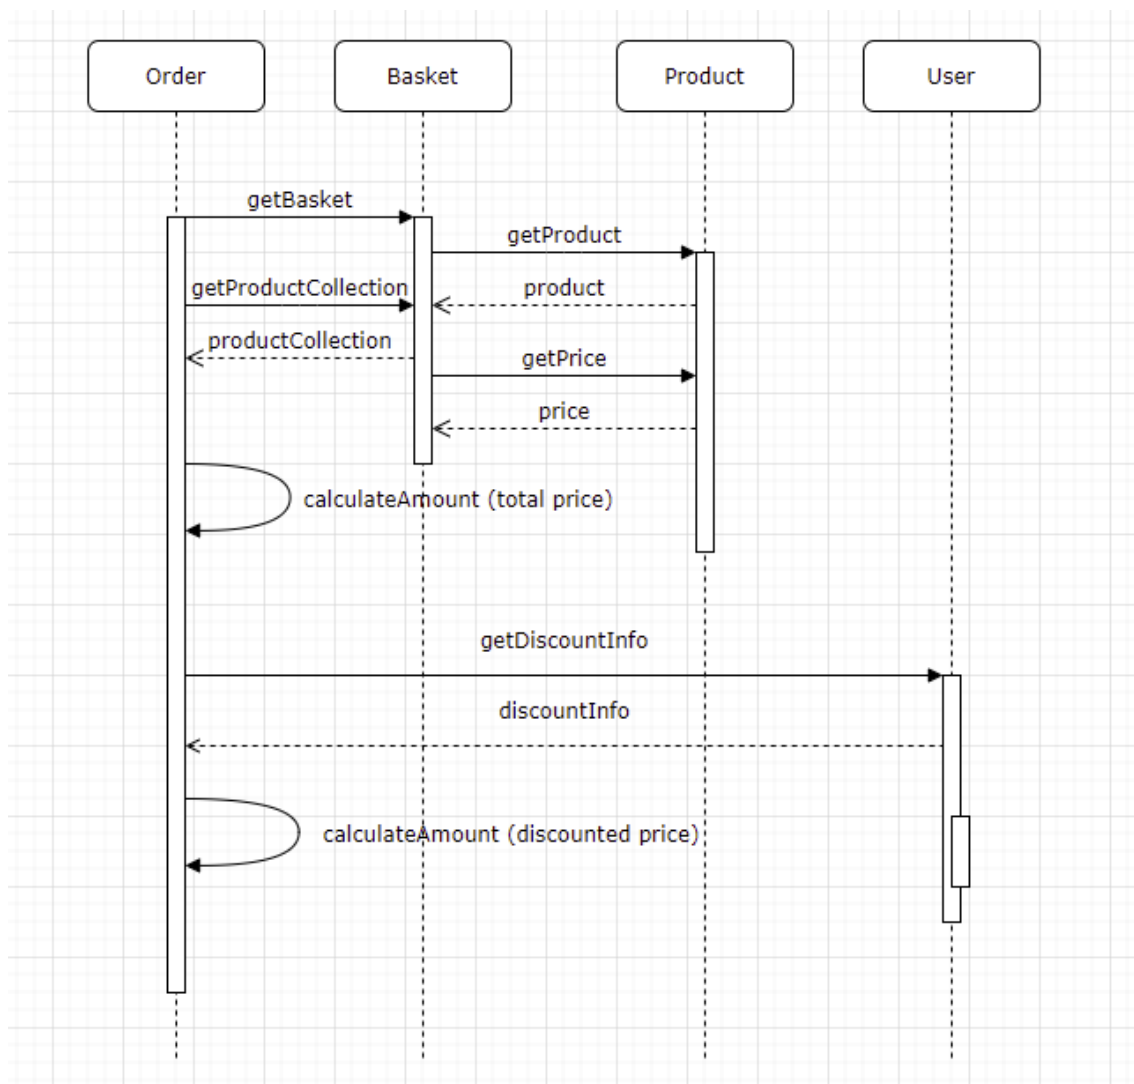 Order
Basket
Product
User
getBasket
getProduct
getProductCollection
product
productCollection
getPrice
price
calculateAmount (total price)
getDiscountInfo
discountInfo
calculateAmount (discounted price)